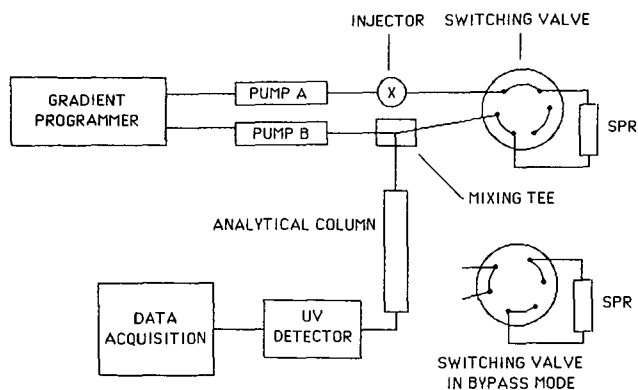 INJECTOR
SWITCHING VALVE
GRADIENT
PROGRAMMER
PUMP A
X
PUMP B
SPR
MIXING TEE
ANALYTICAL COLUMN
DATA
ACQUISITION
UV
DETECTOR
SPR
SWITCHING VALVE
IN BYPASS MODE